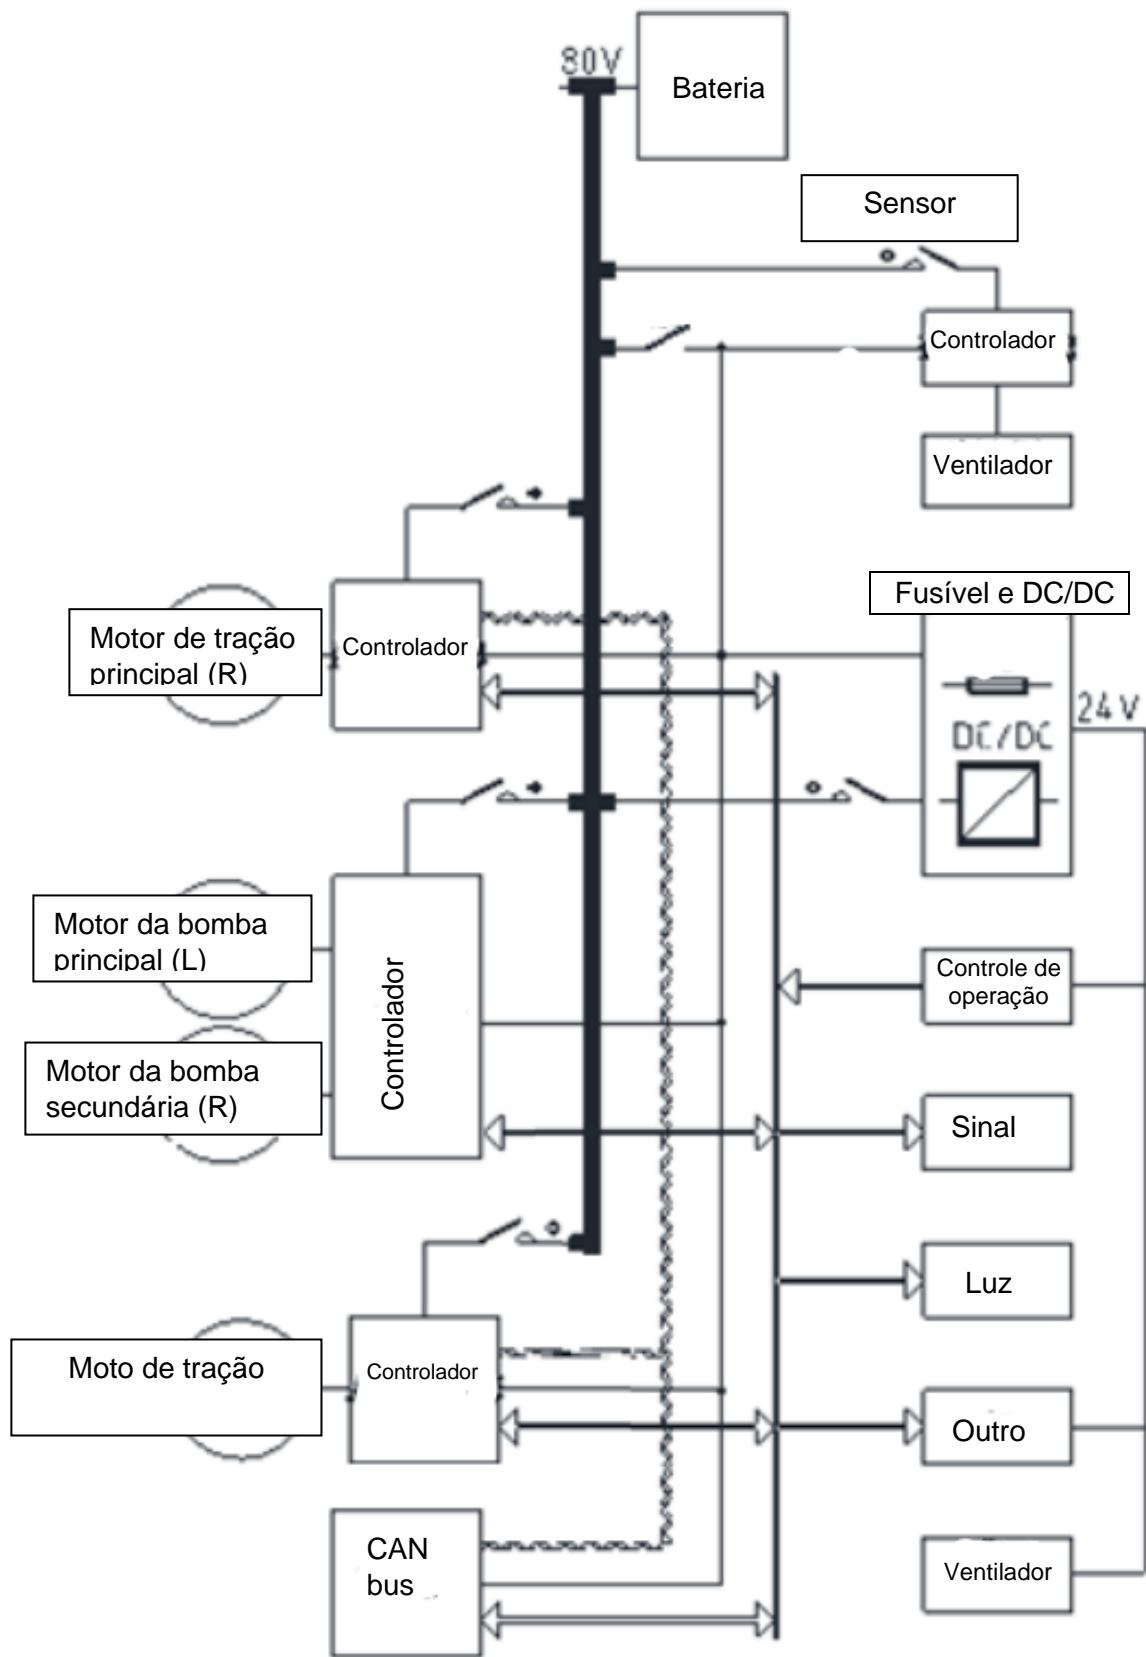 80V
Bateria
Sensor
Controlador
Ventilador
Fusível e DC/DC
Motor de tração
principal (R)
Controlador
24V
DC/DC
Motor da bomba
principal (L)
Controlador
Motor da bomba
secundária (R)
Controle de
operação
Sinal
Luz
Moto de tração
Controlador
Outro
CAN
bus
Ventilador